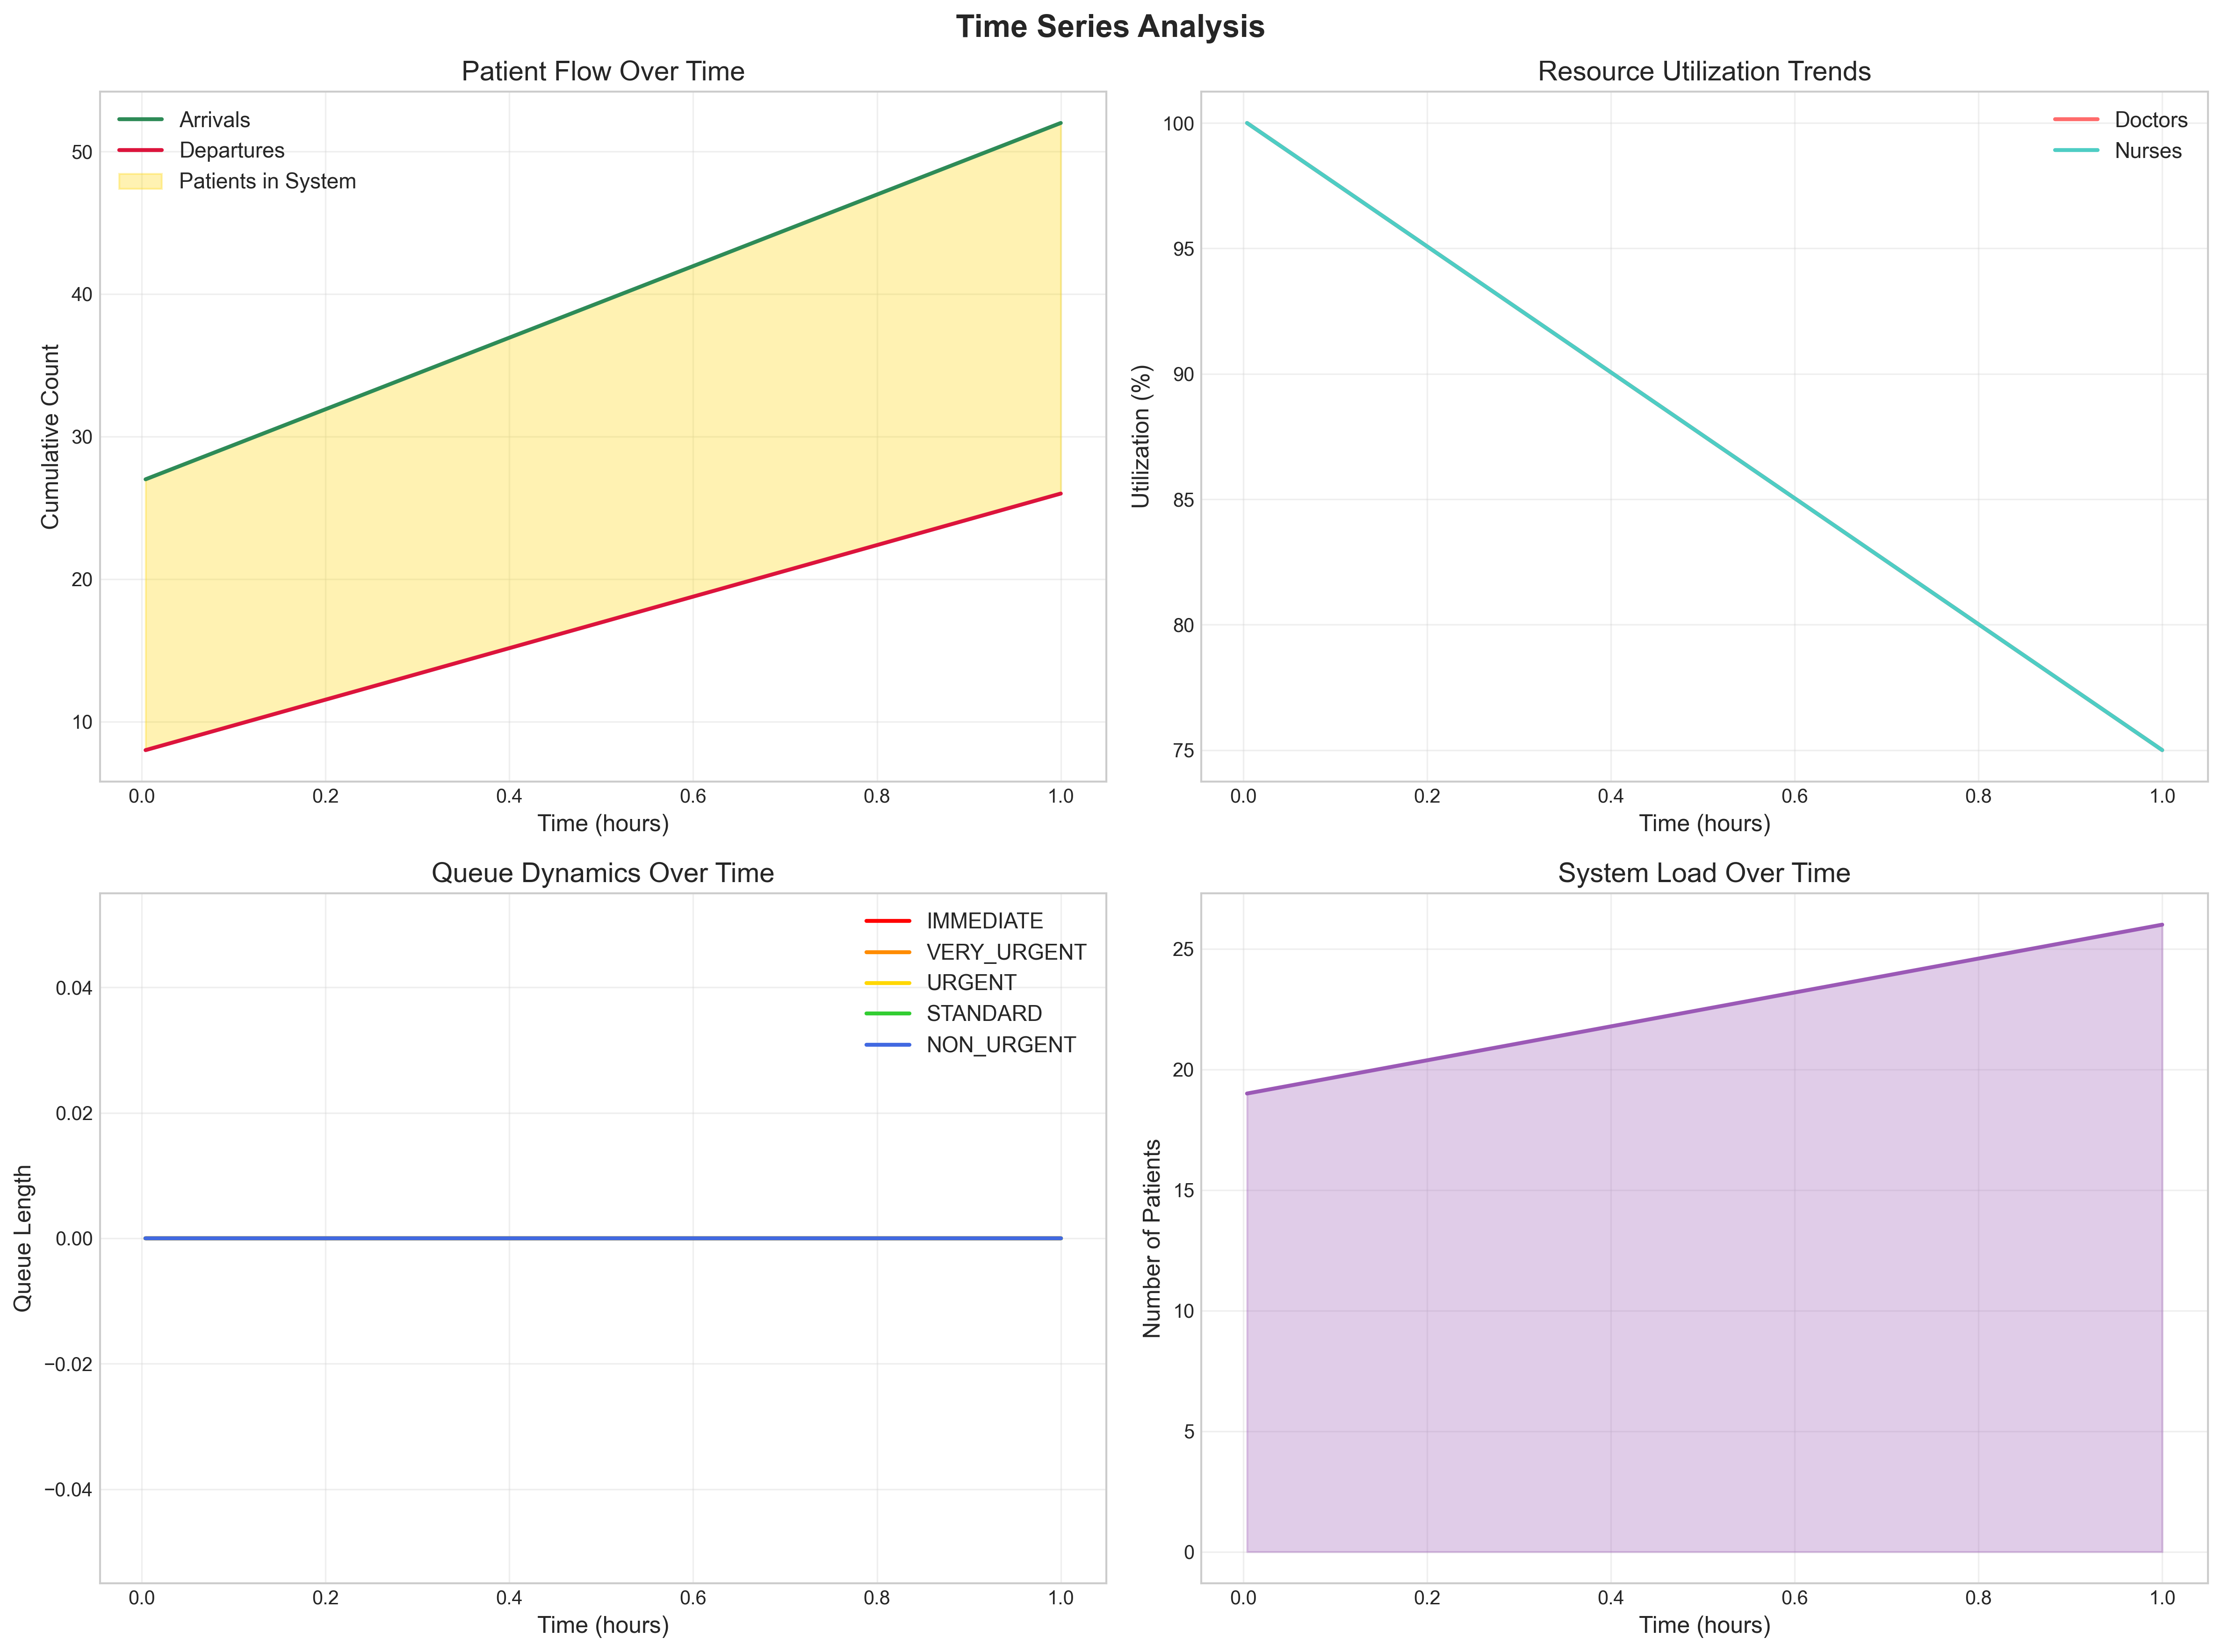 Time Series Analysis
Patient Flow Over Time
Arrivals
Departures
Patients in System
50
40
30
20
10
Cumulative Count
0.0 0.2 0.4 0.6 0.8 1.0
Time (hours)
Resource Utilization Trends
Doctors
Nurses
100
95
90
85
80
75
Utilization (%)
0.0 0.2 0.4 0.6 0.8 1.0
Time (hours)
Queue Dynamics Over Time
IMMEDIATE
VERY_URGENT
URGENT
STANDARD
NON_URGENT
0.04
0.02
0.00
−0.02
−0.04
Queue Length
0.0 0.2 0.4 0.6 0.8 1.0
Time (hours)
System Load Over Time
25
20
15
10
5
0
Number of Patients
0.0 0.2 0.4 0.6 0.8 1.0
Time (hours)